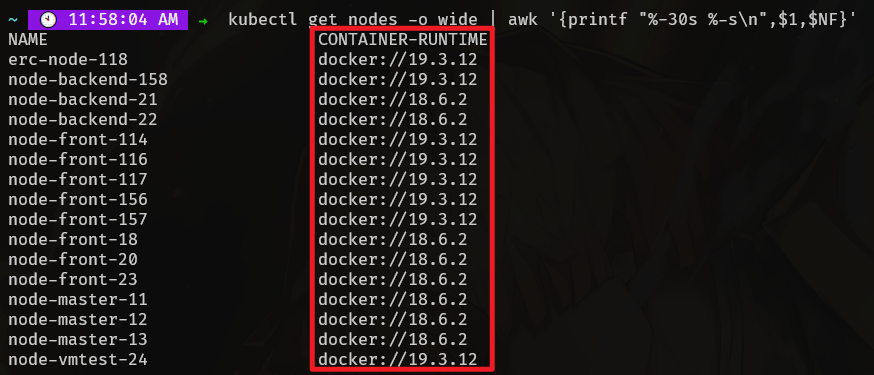 ~ 🕙 11:58:04 AM → kubectl get nodes -o wide | awk '{printf "%-30s %-s\n",$1,$NF}'
NAME                           CONTAINER-RUNTIME
erc-node-118                   docker://19.3.12
node-backend-158               docker://19.3.12
node-backend-21                docker://18.6.2
node-backend-22                docker://18.6.2
node-front-114                 docker://19.3.12
node-front-116                 docker://19.3.12
node-front-117                 docker://19.3.12
node-front-156                 docker://19.3.12
node-front-157                 docker://19.3.12
node-front-18                  docker://18.6.2
node-front-20                  docker://18.6.2
node-front-23                  docker://18.6.2
node-master-11                 docker://18.6.2
node-master-12                 docker://18.6.2
node-master-13                 docker://18.6.2
node-vmtest-24                 docker://19.3.12